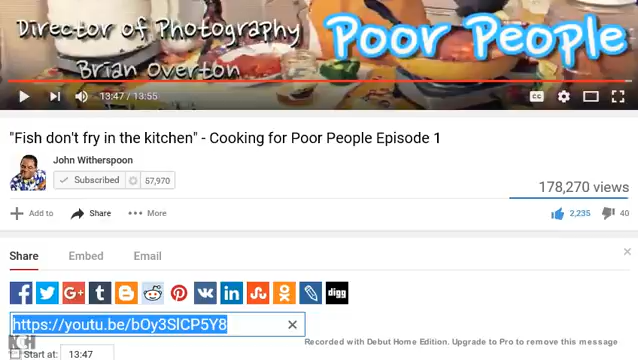 Director of Photography
Poor People
Brian Overton
13:47 / 13:55
CC
"Fish don't fry in the kitchen" - Cooking for Poor People Episode 1
John Witherspoon
Subscribed 57,970
178,270 views
Add to Share More 2,235 40
Share Embed Email
digg
https://youtu.be/bOy3SlCP5Y8
Recorded with Debut Home Edition. Upgrade to Pro to remove this message
Start at: 13:47